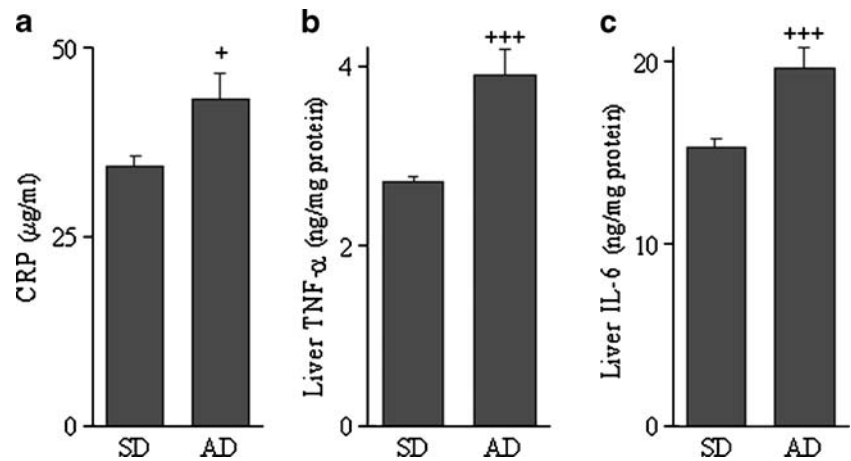 a
50
25
0
CRP (µg/ml)
+
SD AD
b
4
2
0
Liver TNF-α (ng/mg protein)
+++
SD AD
c
20
10
0
Liver IL-6 (ng/mg protein)
+++
SD AD